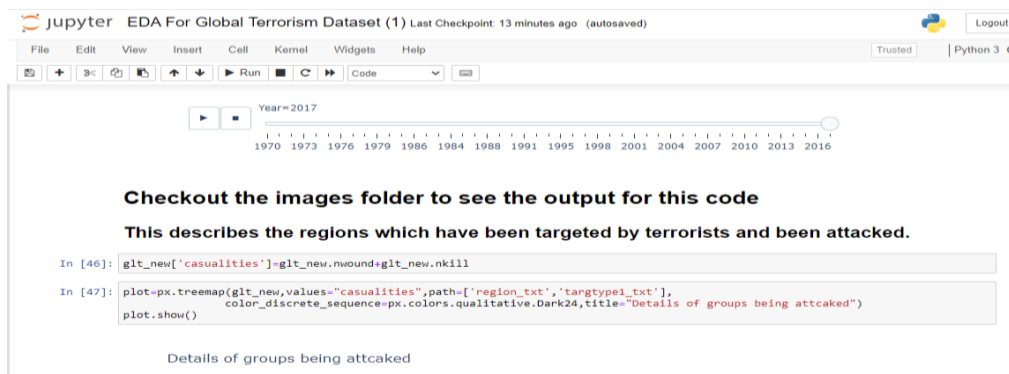 jupyter EDA For Global Terrorism Dataset (1) Last Checkpoint: 13 minutes ago (autosaved)
Logout
File Edit View Insert Cell Kernel Widgets Help
Trusted Python 3
Run Code
Year=2017
1970 1973 1976 1979 1986 1984 1988 1991 1995 1998 2001 2004 2007 2010 2013 2016
Checkout the images folder to see the output for this code
This describes the regions which have been targeted by terrorists and been attacked.
In [46]: glt_new['casualities']=glt_new.nwound+glt_new.nkill
In [47]: plot=px.treemap(glt_new,values="casualities",path=['region_txt','targtype1_txt'],
color_discrete_sequence=px.colors.qualitative.Dark24,title="Details of groups being attcaked")
plot.show()
Details of groups being attcaked